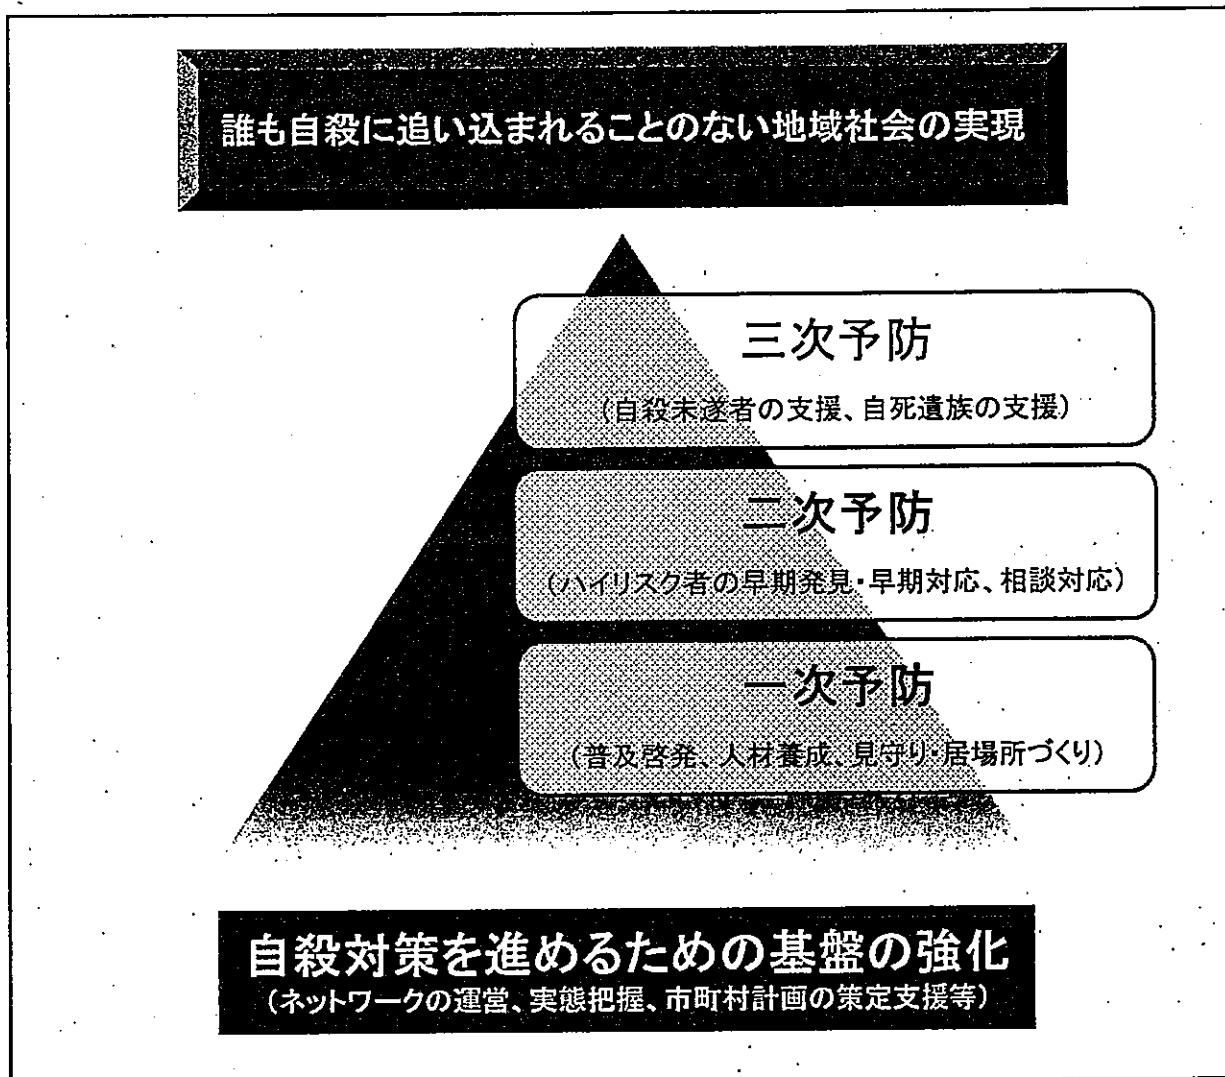 誰も自殺に追い込まれることのない地域社会の実現
三次予防
(自殺未遂者の支援、自死遺族の支援)
二次予防
(ハイリスク者の早期発見・早期対応、相談対応)
一次予防
(普及啓発、人材養成、見守り・居場所づくり)
自殺対策を進めるための基盤の強化
(ネットワークの運営、実態把握、市町村計画の策定支援等)